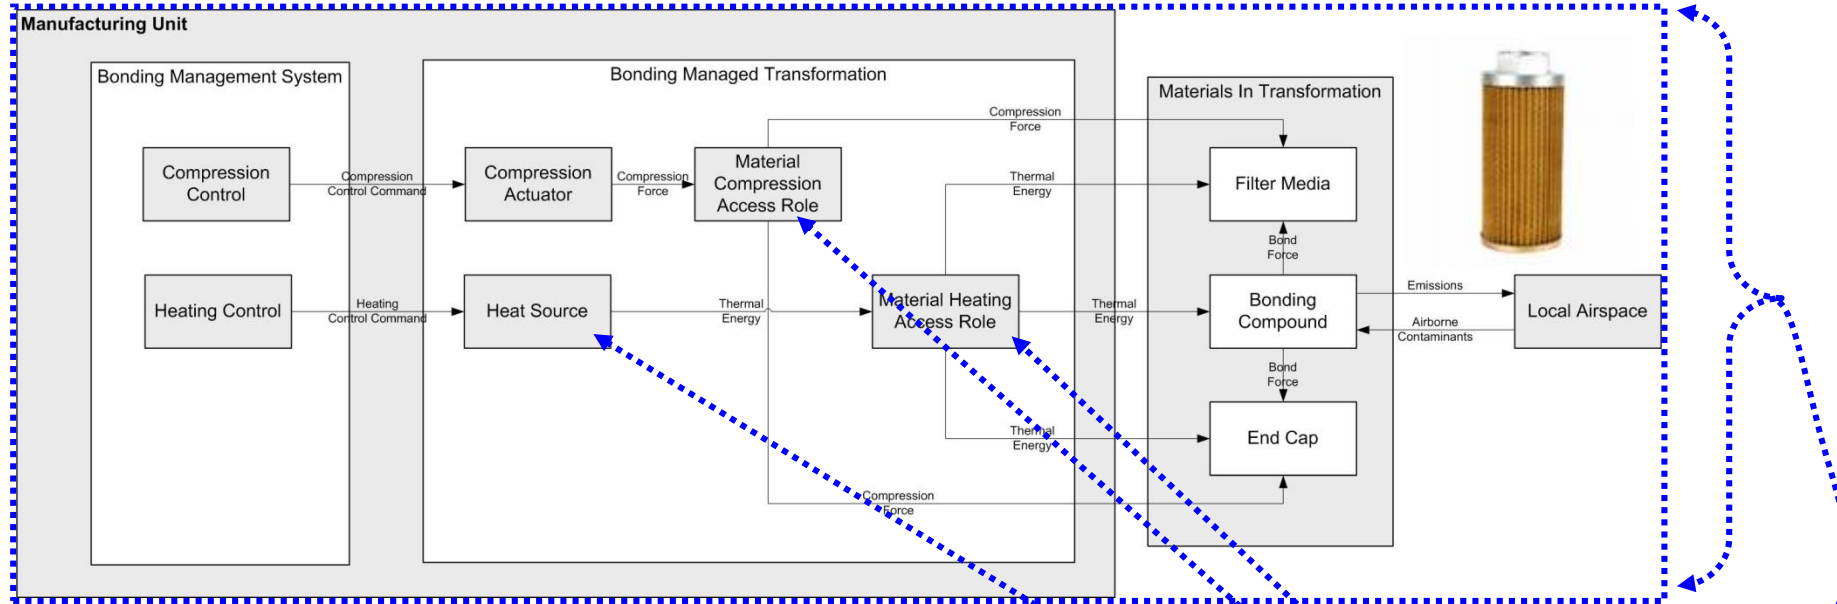 Manufacturing Unit
Bonding Management System
Bonding Managed Transformation
Materials In Transformation
Compression
Force
Compression
Control
Compression
Control Command
Compression
Actuator
Compression
Force
Material
Compression
Access Role
Thermal
Energy
Filter Media
Bond
Force
Heating Control
Heating
Control Command
Heat Source
Thermal
Energy
Material Heating
Access Role
Thermal
Energy
Bonding
Compound
Emissions
Airborne
Contaminants
Local Airspace
Bond
Force
Thermal
Energy
End Cap
Compression
Force